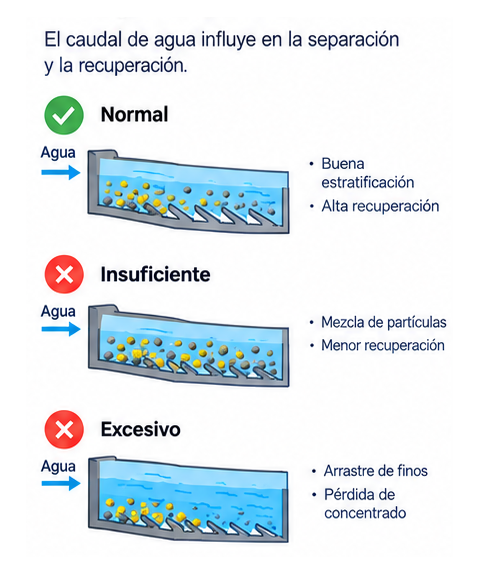 El caudal de agua influye en la separación
y la recuperación.
Normal
Agua
• Buena
estratificación
• Alta recuperación
Insuficiente
Agua
• Mezcla de partículas
• Menor recuperación
Excesivo
Agua
• Arrastre de finos
• Pérdida de
concentrado